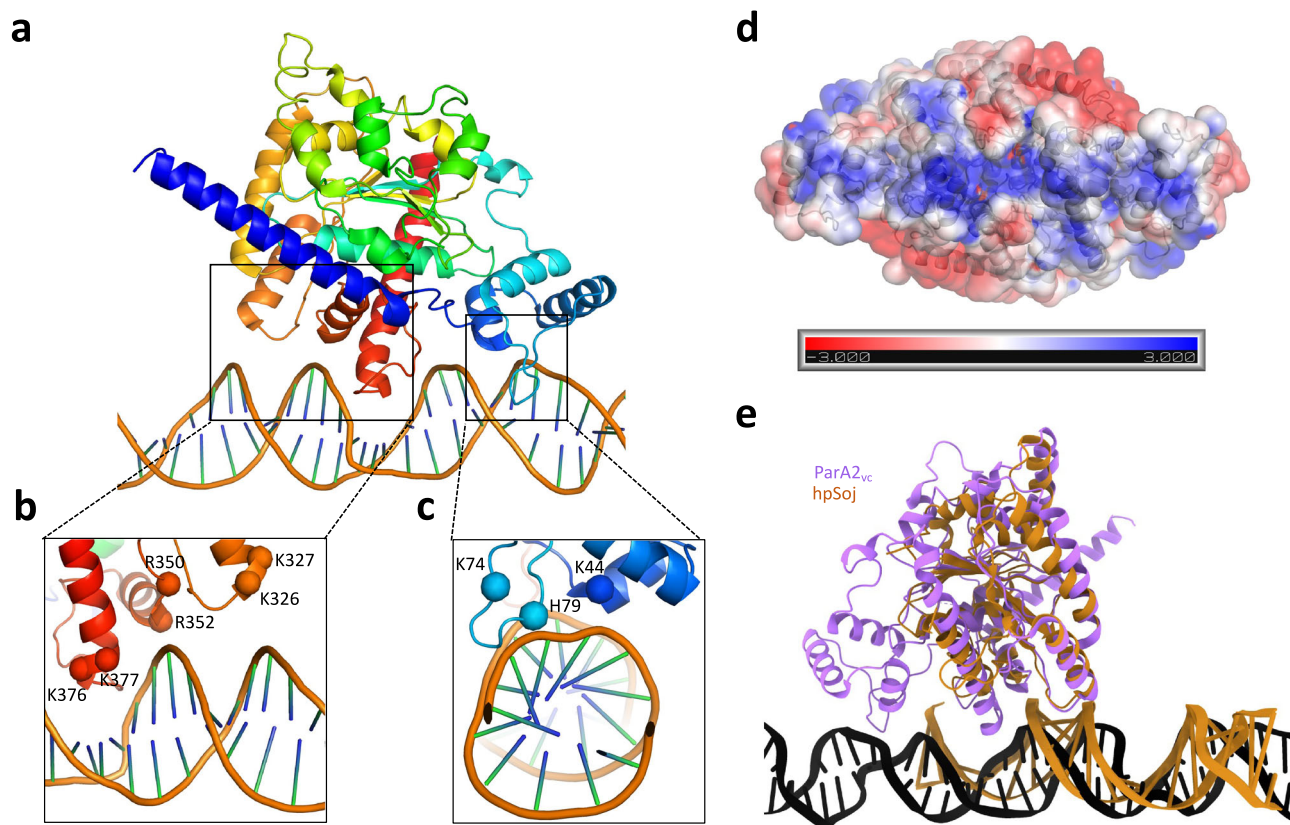 a
d
-3.000 3.000
e
ParA2vc
hpSoj
b
c
R350
K327
K326
R352
K377
K376
K74
K44
H79